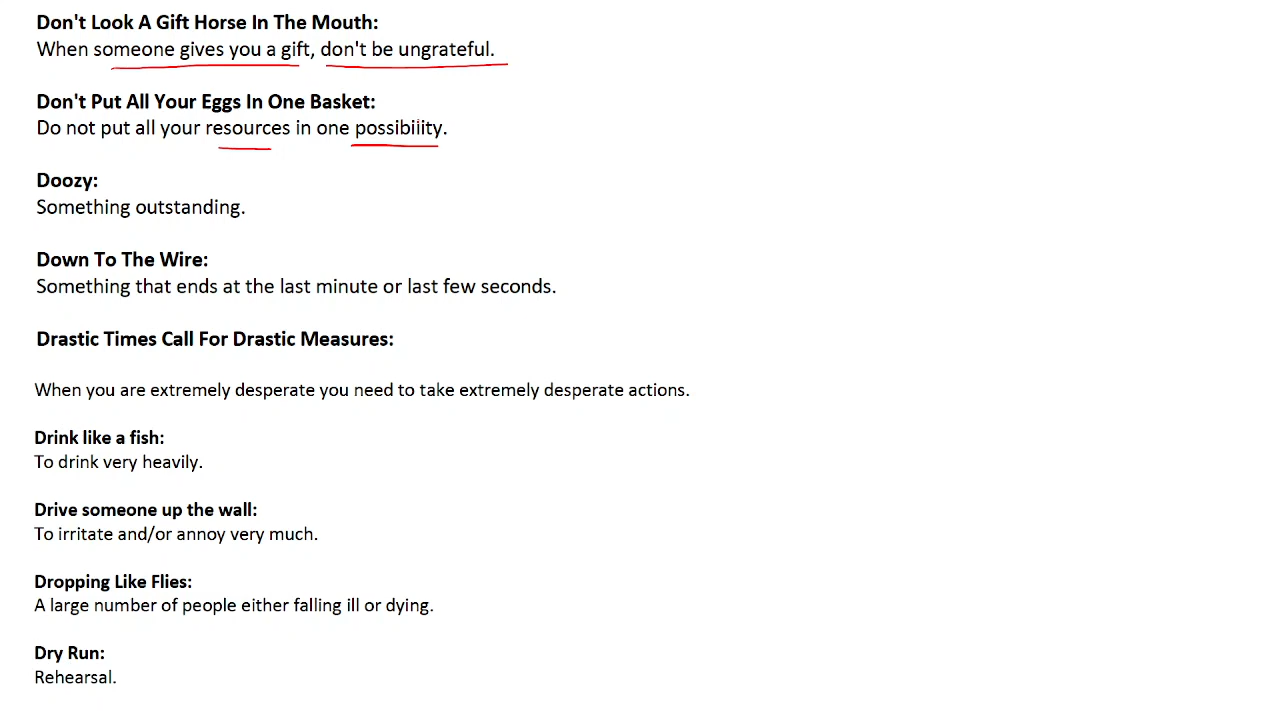 Don't Look A Gift Horse In The Mouth:
When someone gives you a gift, don't be ungrateful.
Don't Put All Your Eggs In One Basket:
Do not put all your resources in one possibility.
Doozy:
Something outstanding.
Down To The Wire:
Something that ends at the last minute or last few seconds.
Drastic Times Call For Drastic Measures:
When you are extremely desperate you need to take extremely desperate actions.
Drink like a fish:
To drink very heavily.
Drive someone up the wall:
To irritate and/or annoy very much.
Dropping Like Flies:
A large number of people either falling ill or dying.
Dry Run:
Rehearsal.